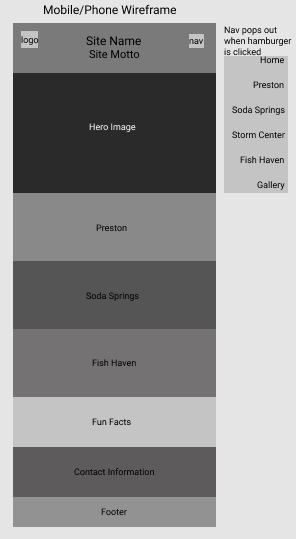 Mobile/Phone Wireframe
logo
Site Name
Site Motto
nav
Nav pops out
when hamburger
is clicked
Home
Preston
Soda Springs
Storm Center
Fish Haven
Gallery
Hero Image
Preston
Soda Springs
Fish Haven
Fun Facts
Contact Information
Footer